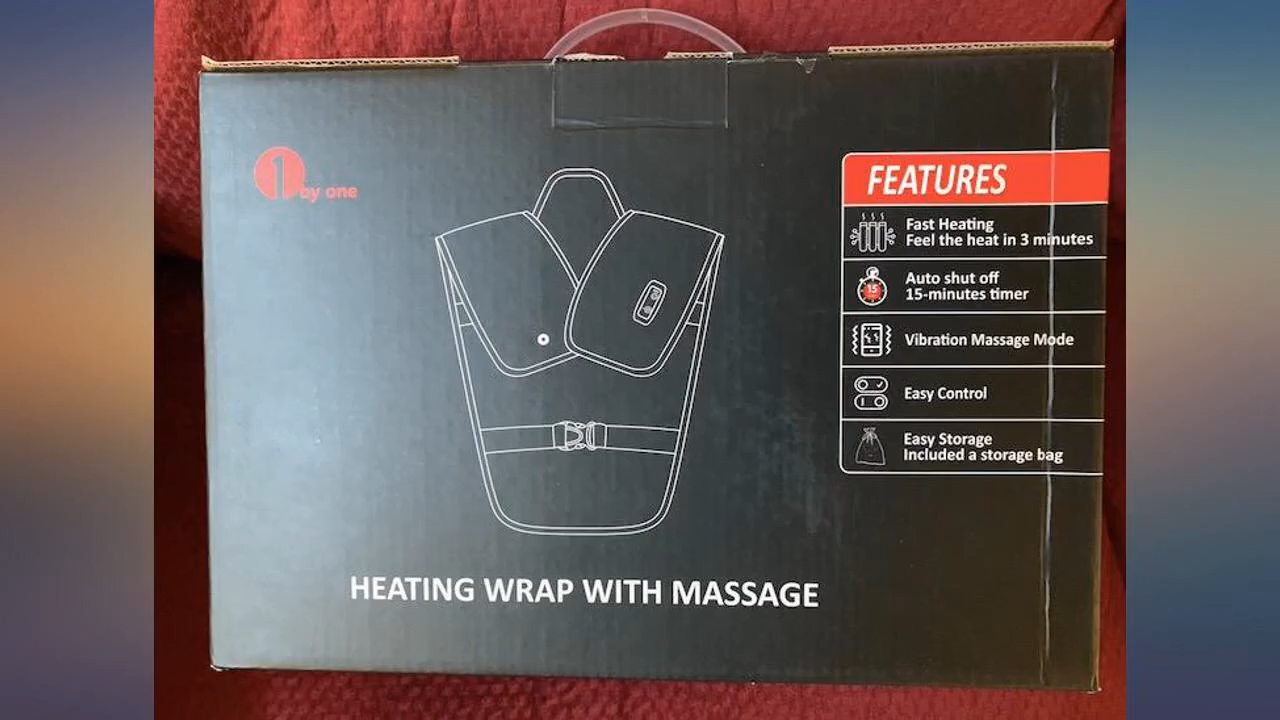 1 by one
FEATURES
Fast Heating
Feel the heat in 3 minutes
Auto shut off
15-minutes timer
15
Vibration Massage Mode
Easy Control
Easy Storage
Included a storage bag
HEATING WRAP WITH MASSAGE